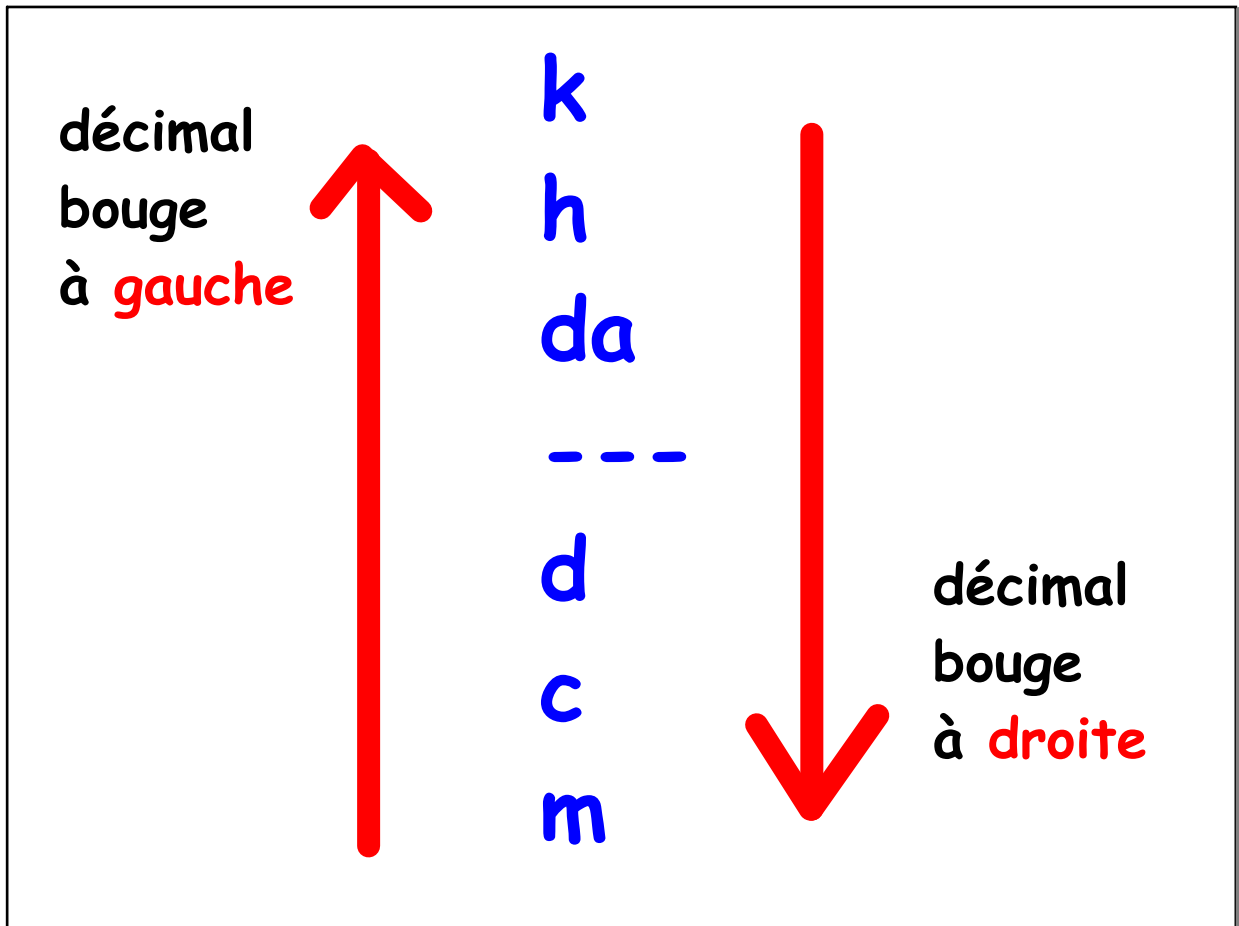 décimal
bouge
à gauche
k
h
da
---
d
c
m
décimal
bouge
à droite